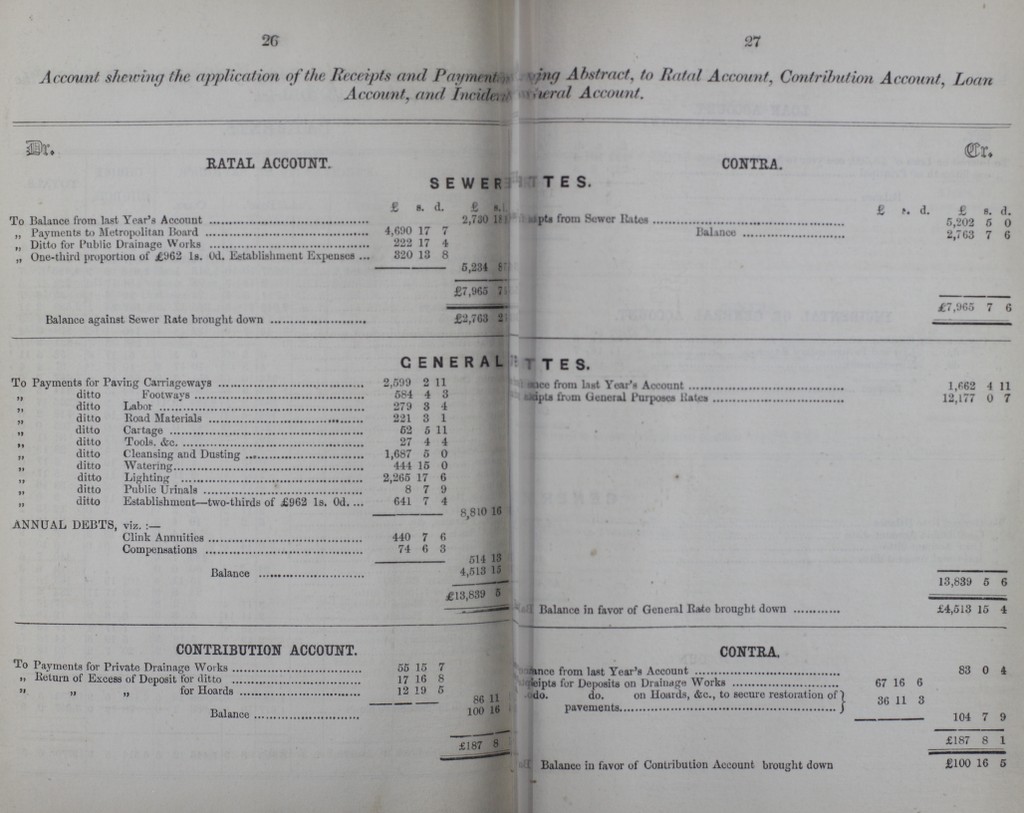 26
27
Account shewing the application of the Receipts and Payments
Abstract, to Ratal Account, Contribution Account, Loan
Account, and
Account.
Dr.
Cr.
RATAL ACCOUNT.
CONTRA.
SEWER
£ s. d. £ s.
£ s. d. £ s. d.
To Balance from last Year's Account 2,730
from Sewer Rates 5,202 5 0
„ Payments to Metropolitan Board 4,690 17 7
Balance 2,763 7 6
„ Ditto for Public Drainage Works 222 17 4
„ One-third proportion of £962 1s. 0d. Establishment Expenses ... 320 13 8
5,234
£7,965
£7,965 7 6
Balance against Sewer Rate brought down £2,763
GENERAL
To Payments for Paving Carriageways 2,599 2 11
from last Year's Account 1,662 4 11
„ ditto Footways 584 4 3
from General Purposes Rates 12,177 0 7
„ ditto Labor 279 3 4
„ ditto Road Materials 221 3 1
„ ditto Cartage 52 5 11
„ ditto Tools, &c. 27 4 4
„ ditto Cleansing and Dusting 1,687 5 0
„ ditto Watering 444 15 0
„ ditto Lighting 2,265 17 6
„ ditto Public Urinals 8 7 9
„ ditto Establishment—two-thirds of £962 1s. 0d. ... 641 7 4
8,810 16
ANNUAL DEBTS, viz. :—
Clink Annuities 440 7 6
Compensations 74 6 3
514 13
Balance 4,513 15
13,839 5 6
£13,839 5
Balance in favor of General Rate brought down £4,513 15 4
CONTRIBUTION ACCOUNT.
CONTRA.
To Payments for Private Drainage Works 55 15 7
from last Year's Account 83 0 4
„ Return of Excess of Deposit for ditto 17 16 8
for Deposits on Drainage Works 67 16 6
„ „ „ for Hoards 12 19 5
do. do. on Hoards, &c., to secure restoration of } pavements 36 11 3
86 11
Balance 100 16
104 7 9
£187 8
£187 8 1
Balance in favor of Contribution Account brought down £100 16 5